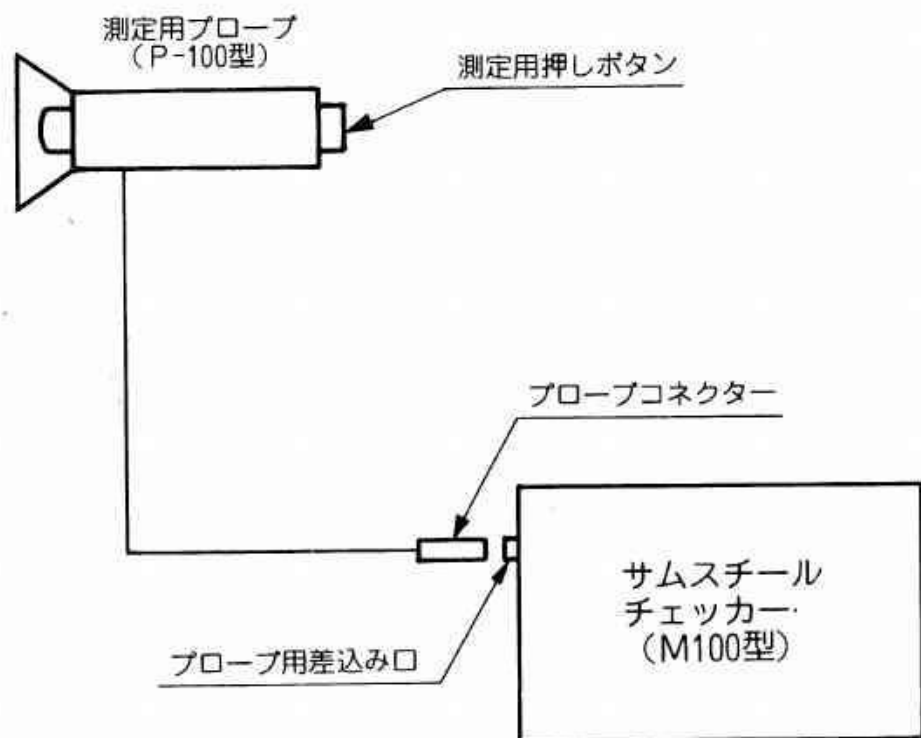 測定用プローブ
（P-100型）
測定用押しボタン
プローブコネクター
サムスチール
チェッカー
（M100型）
プローブ用差込み口